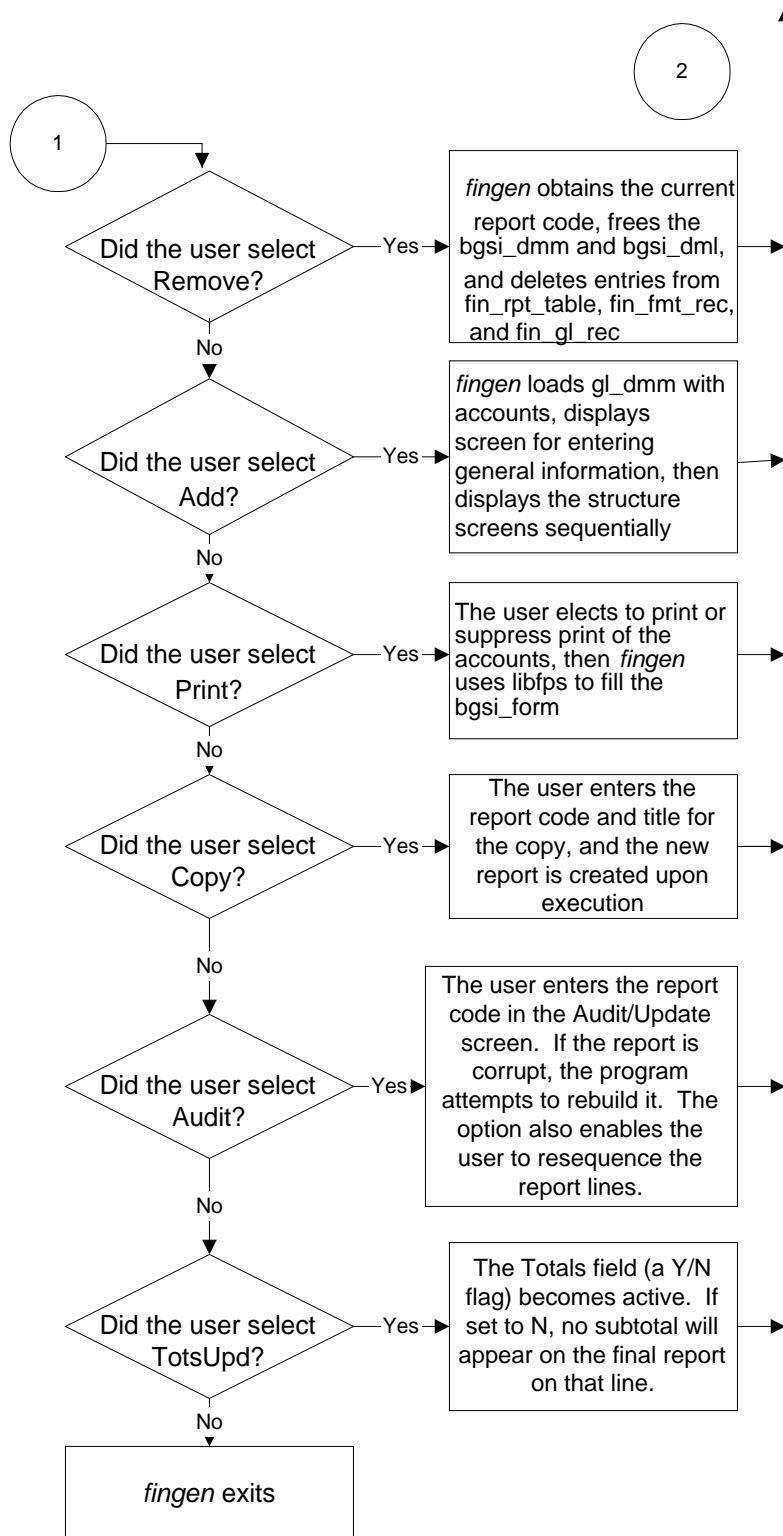 2
1
Did the user select
Remove?
Yes
fingen obtains the current
report code, frees the
bgsi_dmm and bgsi_dml,
and deletes entries from
fin_rpt_table, fin_fmt_rec,
and fin_gl_rec
No
Did the user select
Add?
Yes
fingen loads gl_dmm with
accounts, displays
screen for entering
general information, then
displays the structure
screens sequentially
No
Did the user select
Print?
Yes
The user elects to print or
suppress print of the
accounts, then fingen
uses libfps to fill the
bgsi_form
No
Did the user select
Copy?
Yes
The user enters the
report code and title for
the copy, and the new
report is created upon
execution
No
Did the user select
Audit?
Yes
The user enters the report
code in the Audit/Update
screen.  If the report is
corrupt, the program
attempts to rebuild it.  The
option also enables the
user to resequence the
report lines.
No
Did the user select
TotsUpd?
Yes
The Totals field (a Y/N
flag) becomes active.  If
set to N, no subtotal will
appear on the final report
on that line.
No
fingen exits